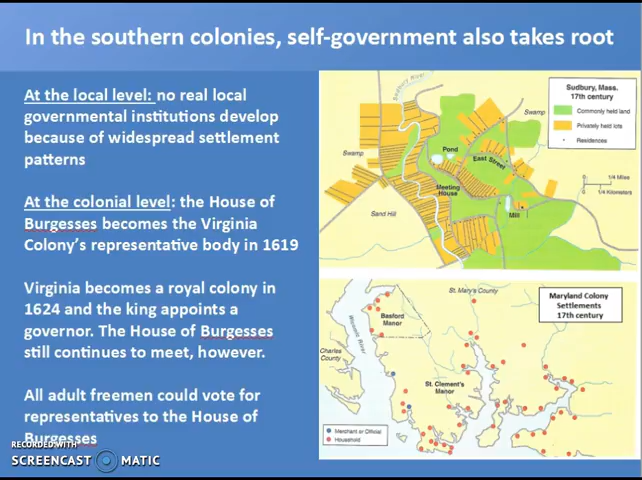 In the southern colonies, self-government also takes root
At the local level: no real local
governmental institutions develop
because of widespread settlement
patterns
At the colonial level: the House of
Burgesses becomes the Virginia
Colony's representative body in 1619
Virginia becomes a royal colony in
1624 and the king appoints a
governor. The House of Burgesses
still continues to meet, however.
All adult freemen could vote for
representatives to the House of
Burgesses
RECORDED WITH
SCREENCAST MATIC
Sudbury River
Sudbury, Mass.
17th century
Commonly held land
Privately held lots
Residences
1/4 Mile
1/4 Kilometers
Swamp
Pond
East Street
Swamp
Meeting
House
Sand Hill
Mill
St. Mary's County
Maryland Colony
Settlements
17th century
Basford
Manor
Wicomico River
Charles
County
St. Clement's
Manor
Merchant or Official
Household